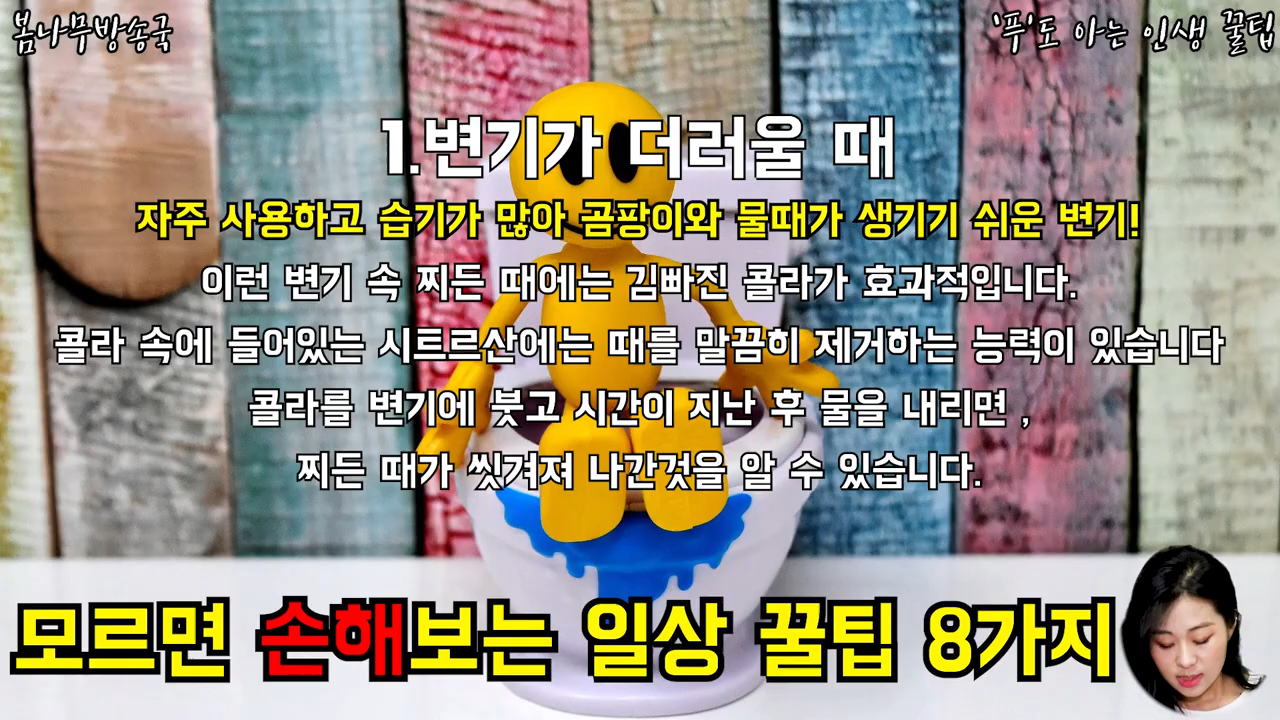 봄나무방송국
'푸'도 아는 인생 꿀팁
1.변기가 더러울 때
자주 사용하고 습기가 많아 곰팡이와 물때가 생기기 쉬운 변기!
이런 변기 속 찌든 때에는 김빠진 콜라가 효과적입니다.
콜라 속에 들어있는 시트르산에는 때를 말끔히 제거하는 능력이 있습니다
콜라를 변기에 붓고 시간이 지난 후 물을 내리면 ,
찌든 때가 씻겨져 나간것을 알 수 있습니다.
모르면 손해보는 일상 꿀팁 8가지